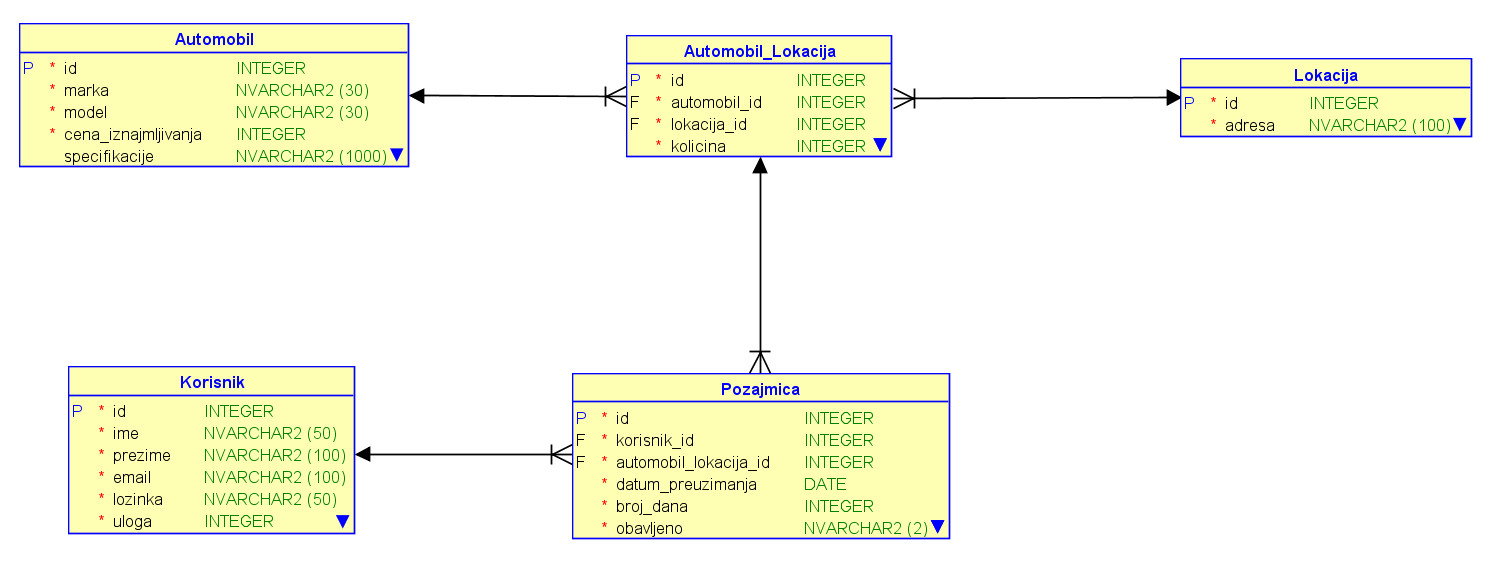 Automobil
P * id INTEGER
* marka NVARCHAR2 (30)
* model NVARCHAR2 (30)
* cena_iznajmljivanja INTEGER
specifikacije NVARCHAR2 (1000)
Automobil_Lokacija
P * id INTEGER
F * automobil_id INTEGER
F * lokacija_id INTEGER
* kolicina INTEGER
Lokacija
P * id INTEGER
* adresa NVARCHAR2 (100)
Korisnik
P * id INTEGER
* ime NVARCHAR2 (50)
* prezime NVARCHAR2 (100)
* email NVARCHAR2 (100)
* lozinka NVARCHAR2 (50)
* uloga INTEGER
Pozajmica
P * id INTEGER
F * korisnik_id INTEGER
F * automobil_lokacija_id INTEGER
* datum_preuzimanja DATE
* broj_dana INTEGER
* obavljeno NVARCHAR2 (2)